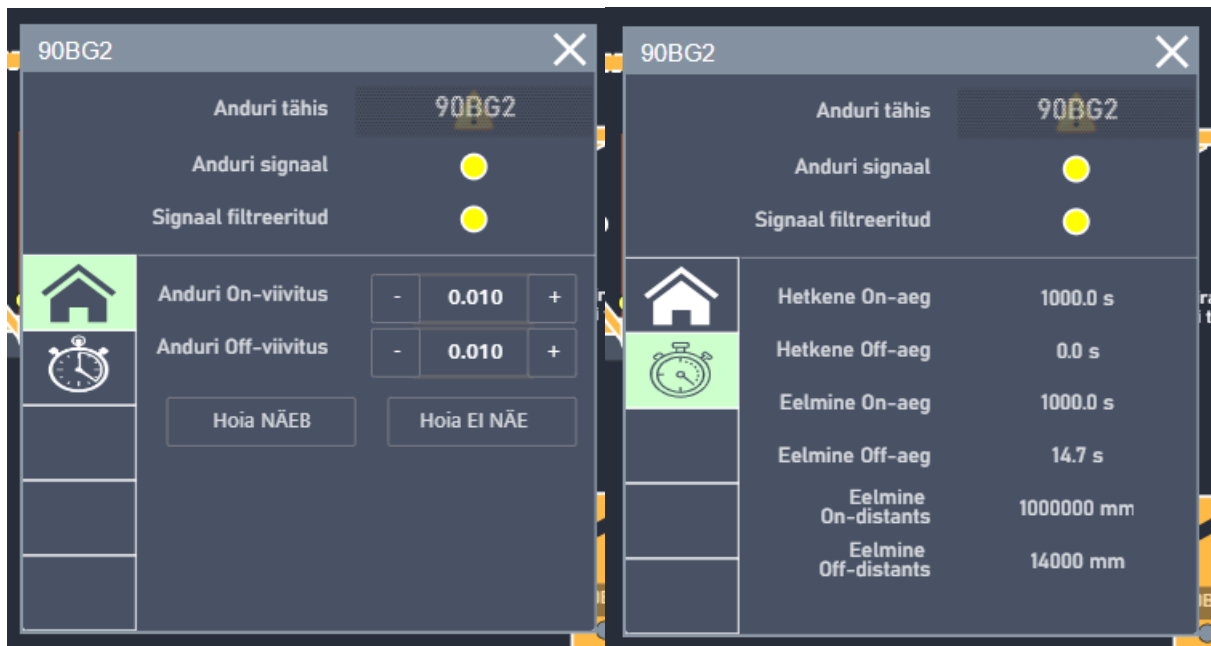 90BG2
Anduri tähis 90BG2
Anduri signaal
Signaal filtreeritud
Anduri On-viivitus - 0.010 +
Anduri Off-viivitus - 0.010 +
Hoia NÄEB Hoia EI NÄE
90BG2
Anduri tähis 90BG2
Anduri signaal
Signaal filtreeritud
Hetkene On-aeg 1000.0 s
Hetkene Off-aeg 0.0 s
Eelmine On-aeg 1000.0 s
Eelmine Off-aeg 14.7 s
Eelmine
On-distants 1000000 mm
Eelmine
Off-distants 14000 mm